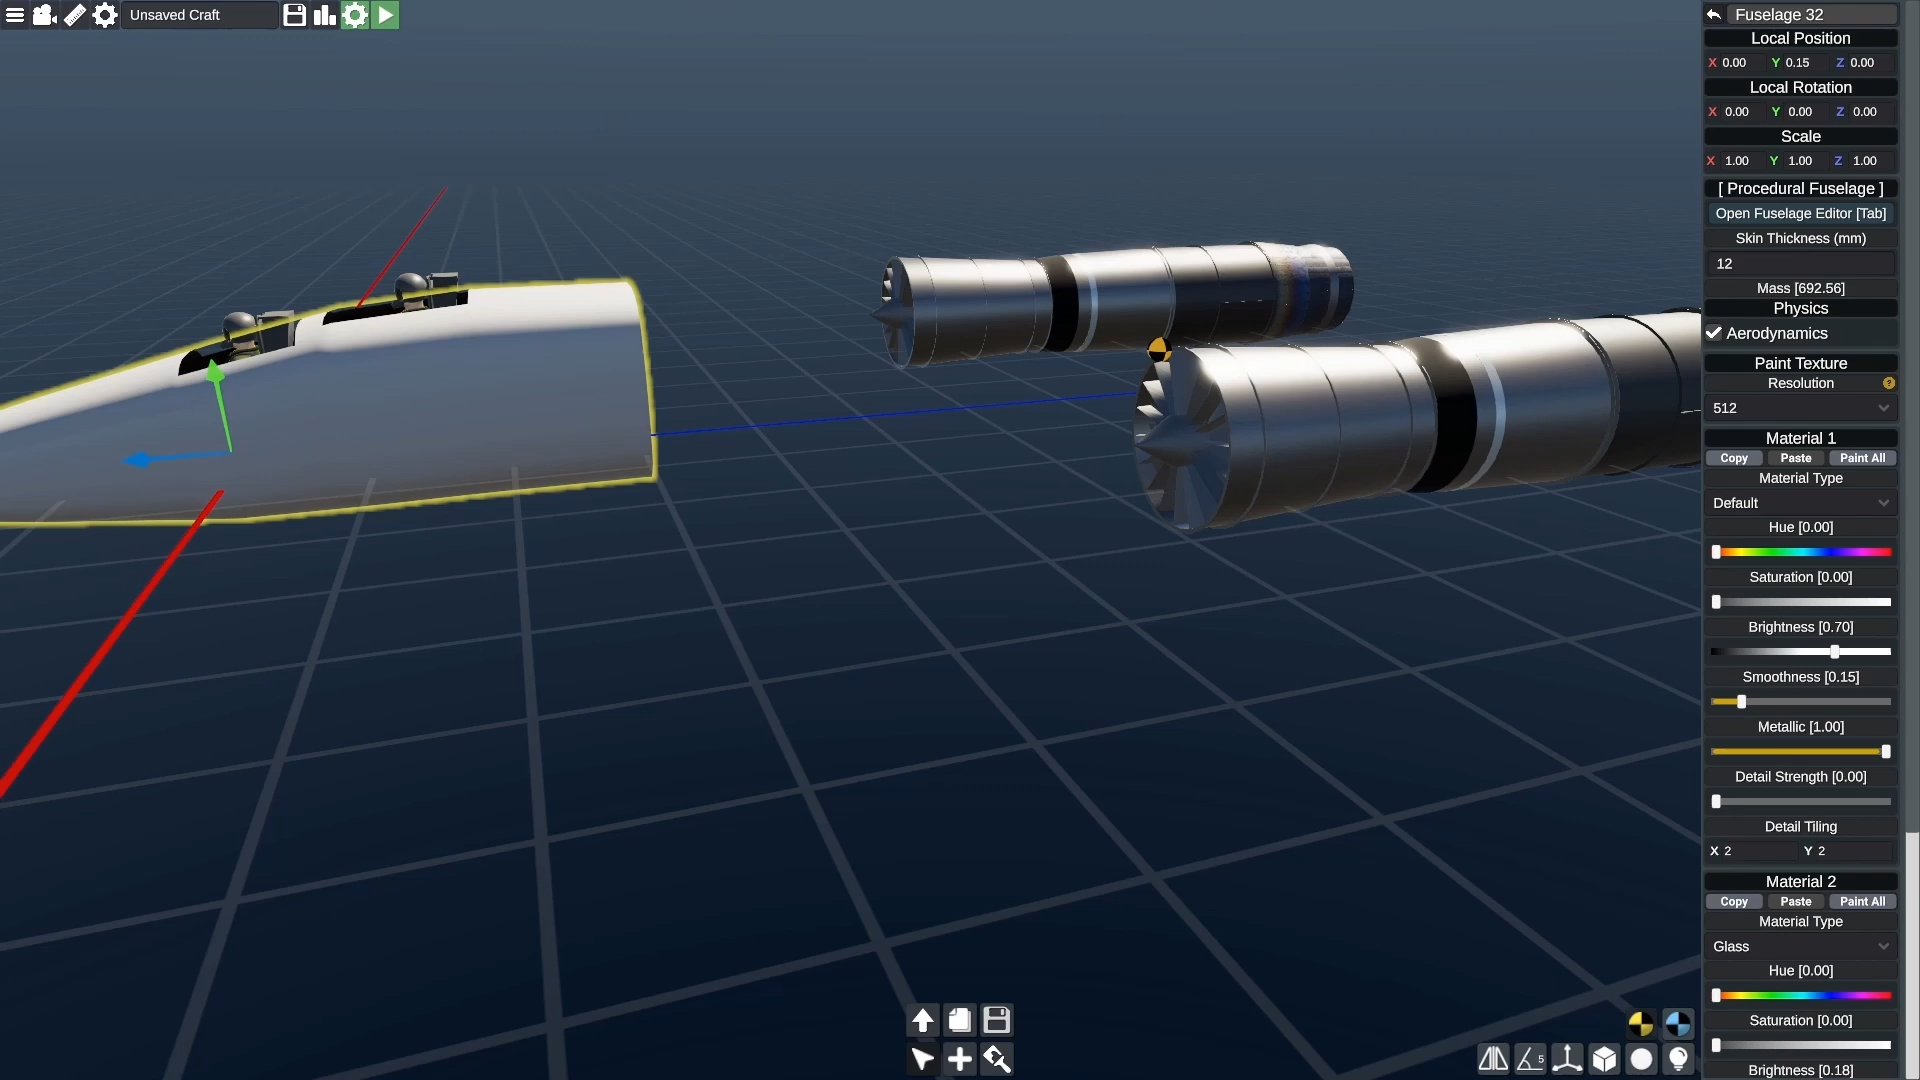 Unsaved Craft
Fuselage 32
Local Position
X 0.00 Y 0.15 Z 0.00
Local Rotation
X 0.00 Y 0.00 Z 0.00
Scale
X 1.00 Y 1.00 Z 1.00
[ Procedural Fuselage ]
Open Fuselage Editor [Tab]
Skin Thickness (mm)
12
Mass [692.56]
Physics
Aerodynamics
Paint Texture
Resolution
?
512
Material 1
Copy Paste Paint All
Material Type
Default
Hue [0.00]
Saturation [0.00]
Brightness [0.70]
Smoothness [0.15]
Metallic [1.00]
Detail Strength [0.00]
Detail Tiling
X 2 Y 2
Material 2
Copy Paste Paint All
Material Type
Glass
Hue [0.00]
Saturation [0.00]
Brightness [0.18]
5